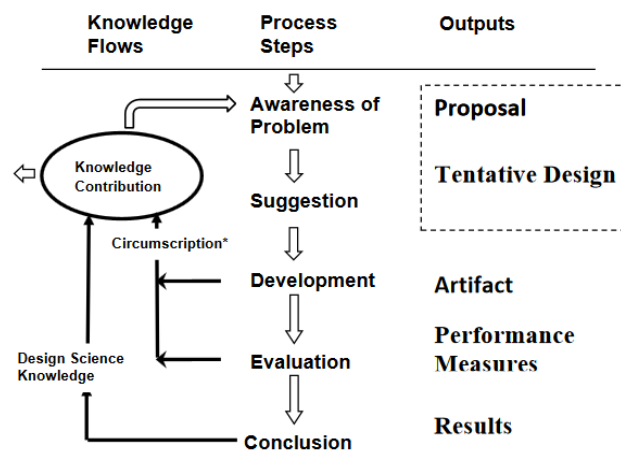 Knowledge
Flows
Process
Steps
Outputs
Awareness of
Problem
Proposal
Knowledge
Contribution
Tentative Design
Suggestion
Circumscription*
Development
Artifact
Design Science
Knowledge
Evaluation
Performance
Measures
Conclusion
Results